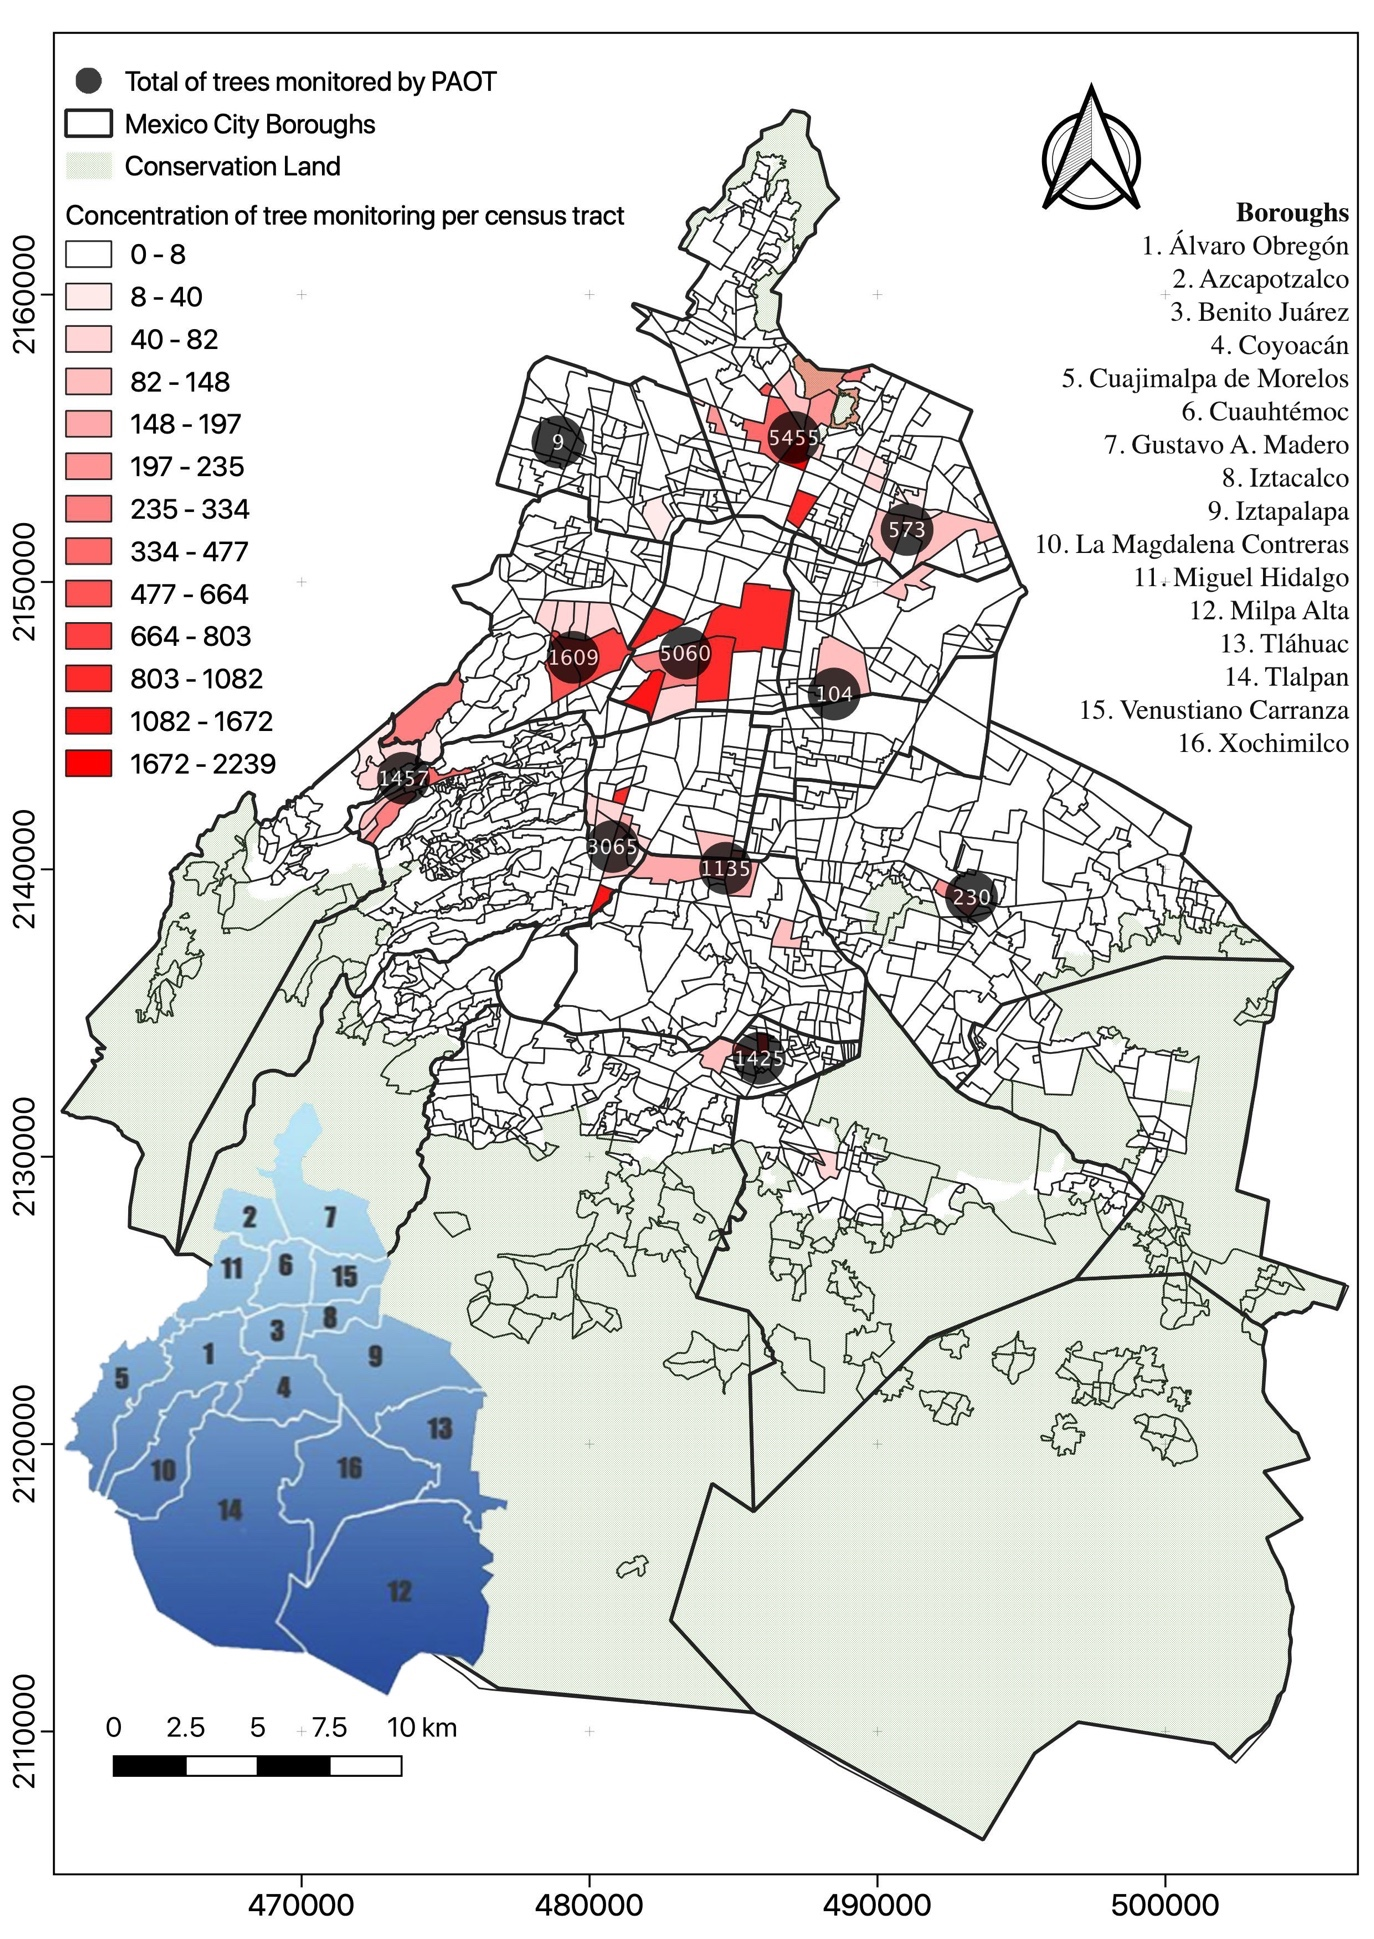 Total of trees monitored by PAOT
Mexico City Boroughs
Conservation Land
Concentration of tree monitoring per census tract
0 - 8
8 - 40
40 - 82
82 - 148
148 - 197
197 - 235
235 - 334
334 - 477
477 - 664
664 - 803
803 - 1082
1082 - 1672
1672 - 2239
Boroughs
1. Álvaro Obregón
2. Azcapotzalco
3. Benito Juárez
4. Coyoacán
5. Cuajimalpa de Morelos
6. Cuauhtémoc
7. Gustavo A. Madero
8. Iztacalco
9. Iztapalapa
10. La Magdalena Contreras
11. Miguel Hidalgo
12. Milpa Alta
13. Tláhuac
14. Tlalpan
15. Venustiano Carranza
16. Xochimilco
2160000
2150000
2140000
2130000
2120000
2110000
9
5455
573
1609
5060
104
1457
3065
1135
230
1425
2
7
11
6
15
8
3
1
9
5
4
13
10
16
14
12
0 2.5 5 7.5 10 km
470000 480000 490000 500000